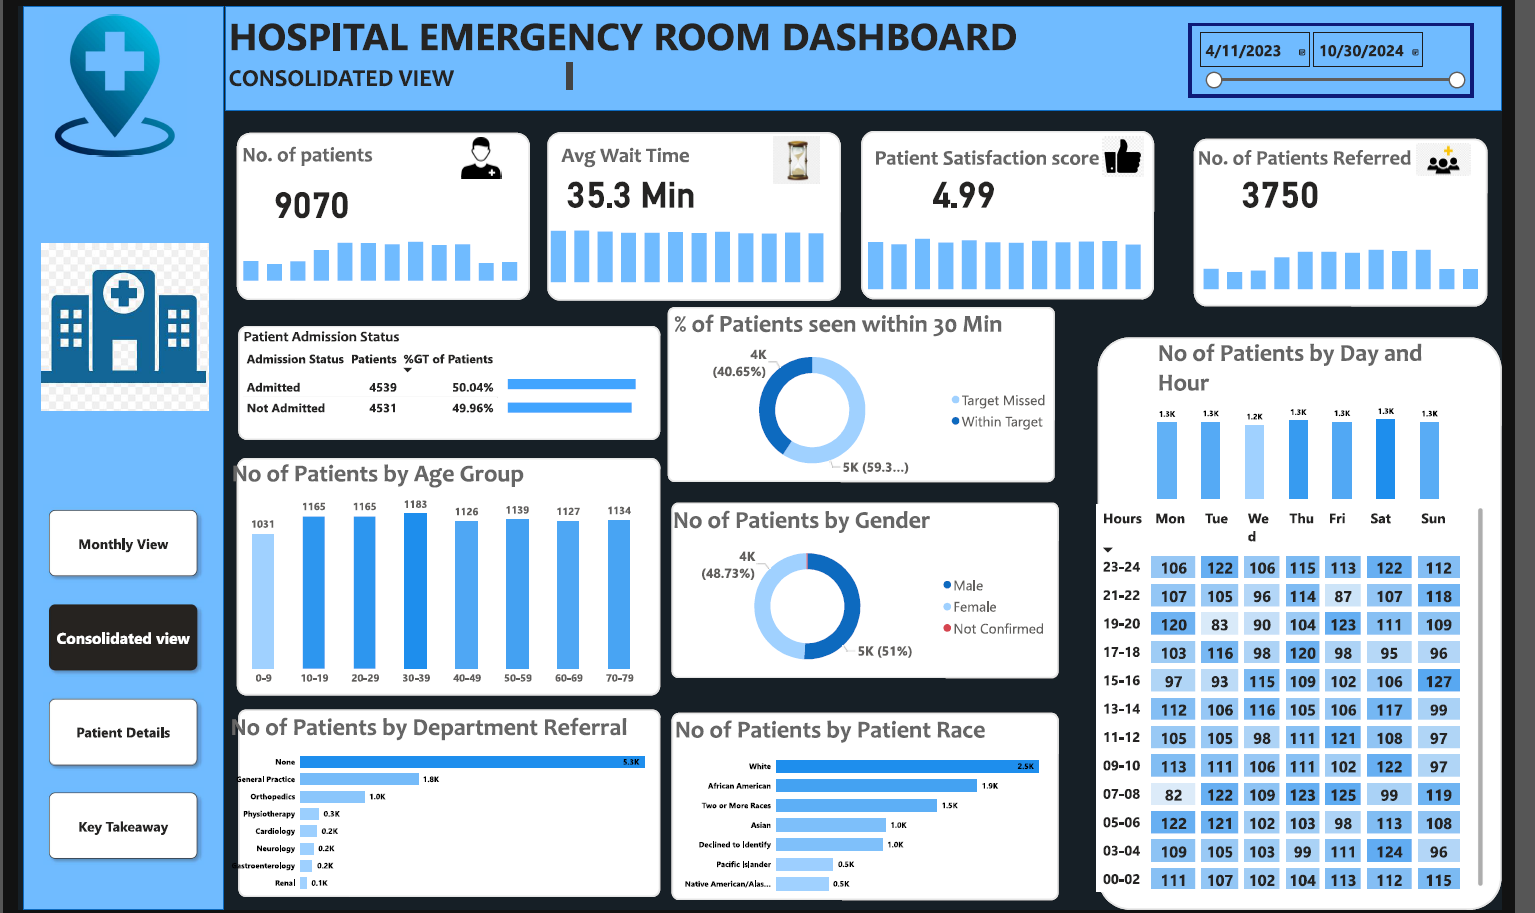 HOSPITAL EMERGENCY ROOM DASHBOARD
CONSOLIDATED VIEW
4/11/2023 10/30/2024
No. of patients
9070
Avg Wait Time
35.3 Min
Patient Satisfaction score
4.99
No. of Patients Referred
3750
Patient Admission Status
Admission Status Patients %GT of Patients
Admitted 4539 50.04%
Not Admitted 4531 49.96%
% of Patients seen within 30 Min
4K
(40.65%)
5K (59.3...)
Target Missed
Within Target
No of Patients by Age Group
1031 1165 1165 1183 1126 1139 1127 1134
0-9 10-19 20-29 30-39 40-49 50-59 60-69 70-79
No of Patients by Gender
4K
(48.73%)
5K (51%)
Male
Female
Not Confirmed
No of Patients by Department Referral
None 5.3K
General Practice 1.8K
Orthopedics 1.0K
Physiotherapy 0.3K
Cardiology 0.2K
Neurology 0.2K
Gastroenterology 0.2K
Renal 0.1K
No of Patients by Patient Race
White 2.5K
African American 1.9K
Two or More Races 1.5K
Asian 1.0K
Declined to Identify 1.0K
Pacific Islander 0.5K
Native American/Alas... 0.5K
No of Patients by Day and
Hour
1.3K 1.3K 1.2K 1.3K 1.3K 1.3K 1.3K
Hours Mon Tue We Thu Fri Sat Sun
d
23-24 106 122 106 115 113 122 112
21-22 107 105 96 114 87 107 118
19-20 120 83 90 104 123 111 109
17-18 103 116 98 120 98 95 96
15-16 97 93 115 109 102 106 127
13-14 112 106 116 105 106 117 99
11-12 105 105 98 111 121 108 97
09-10 113 111 106 111 102 122 97
07-08 82 122 109 123 125 99 119
05-06 122 121 102 103 98 113 108
03-04 109 105 103 99 111 124 96
00-02 111 107 102 104 113 112 115
Monthly View
Consolidated view
Patient Details
Key Takeaway